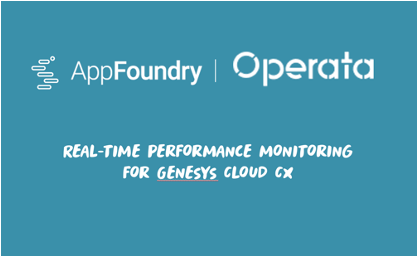 AppFoundry | Operata
REAL-TIME PERFORMANCE MONITORING
FOR GENESYS CLOUD CX